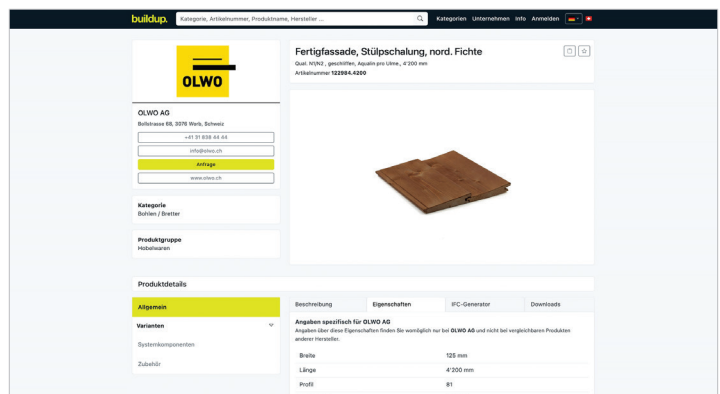 buildup.
Kategorie, Artikelnummer, Produktname, Hersteller ...
Kategorien Unternehmen Info Anmelden
OLWO
OLWO AG
Bollstrasse 68, 3076 Worb, Schweiz
+41 31 838 44 44
info@olwo.ch
Anfrage
www.olwo.ch
Kategorie
Bohlen / Bretter
Produktgruppe
Hobelwaren
Fertigfassade, Stülpschalung, nord. Fichte
Qual. N1/N2 , geschliffen, Aqualin pro Ulme., 4'200 mm
Artikelnummer 122984.4200
Produktdetails
Allgemein
Varianten
Systemkomponenten
Zubehör
Beschreibung
Eigenschaften
IFC-Generator
Downloads
Angaben spezifisch für OLWO AG
Angaben über diese Eigenschaften finden Sie womöglich nur bei OLWO AG und nicht bei vergleichbaren Produkten
anderer Hersteller.
Breite 125 mm
Länge 4'200 mm
Profil 81